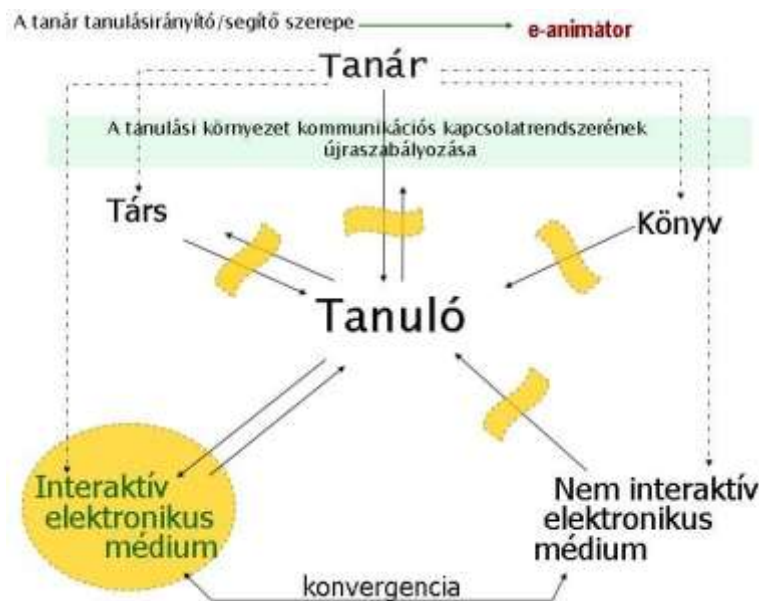 A tanár tanulásirányító/segítő szerepe
e-animátor
Tanár
A tanulási környezet kommunikációs kapcsolatrendszerének
újraszabályozása
Társ
Könyv
Tanuló
Interaktív
elektronikus
médium
Nem interaktív
elektronikus
médium
konvergencia